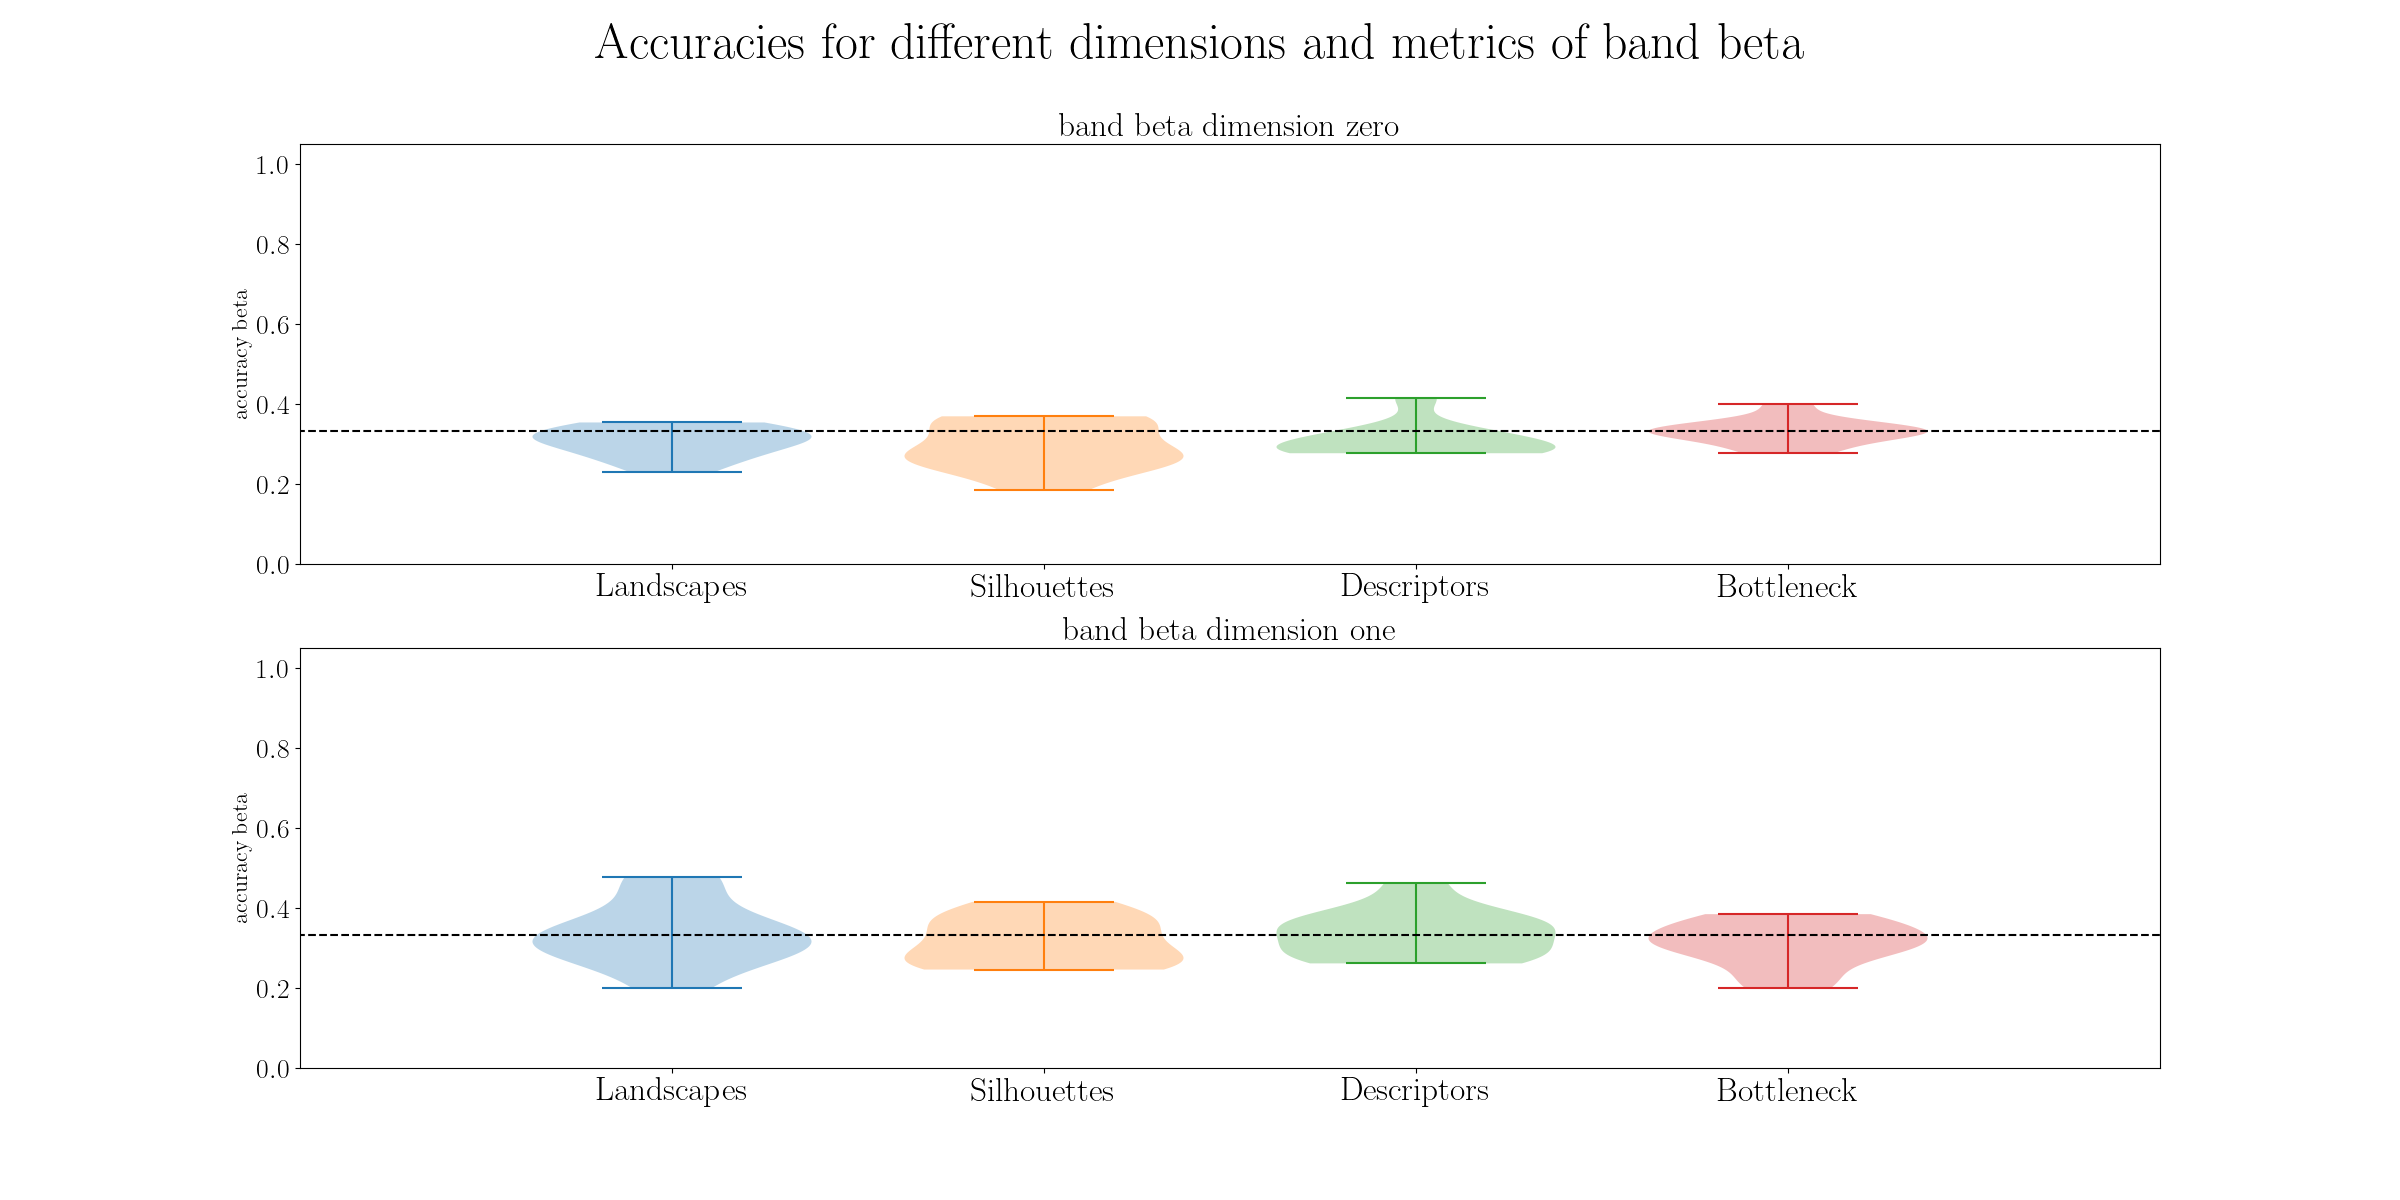 Accuracies for different dimensions and metrics of band beta
band beta dimension zero
accuracy beta
1.0
0.8
0.6
0.4
0.2
0.0
Landscapes Silhouettes Descriptors Bottleneck
band beta dimension one
accuracy beta
1.0
0.8
0.6
0.4
0.2
0.0
Landscapes Silhouettes Descriptors Bottleneck